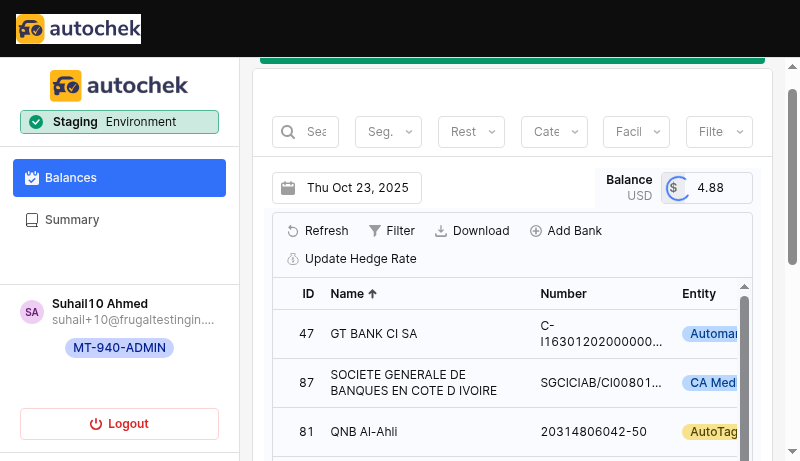 autochek
autochek
Staging Environment
Balances
Summary
Suhail10 Ahmed
suhail+10@frugaltestingin....
SA
MT-940-ADMIN
Logout
Sea
Seg.
Rest
Cate
Facil
Filte
Thu Oct 23, 2025
Balance
USD
$ 4.88
Refresh
Filter
Download
Add Bank
Update Hedge Rate
ID Name Number Entity
47 GT BANK CI SA C-I16301202000000... Automar
87 SOCIETE GENERALE DE BANQUES EN COTE D IVOIRE SGCICIAB/CI00801... CA Med
81 QNB Al-Ahli 20314806042-50 AutoTag